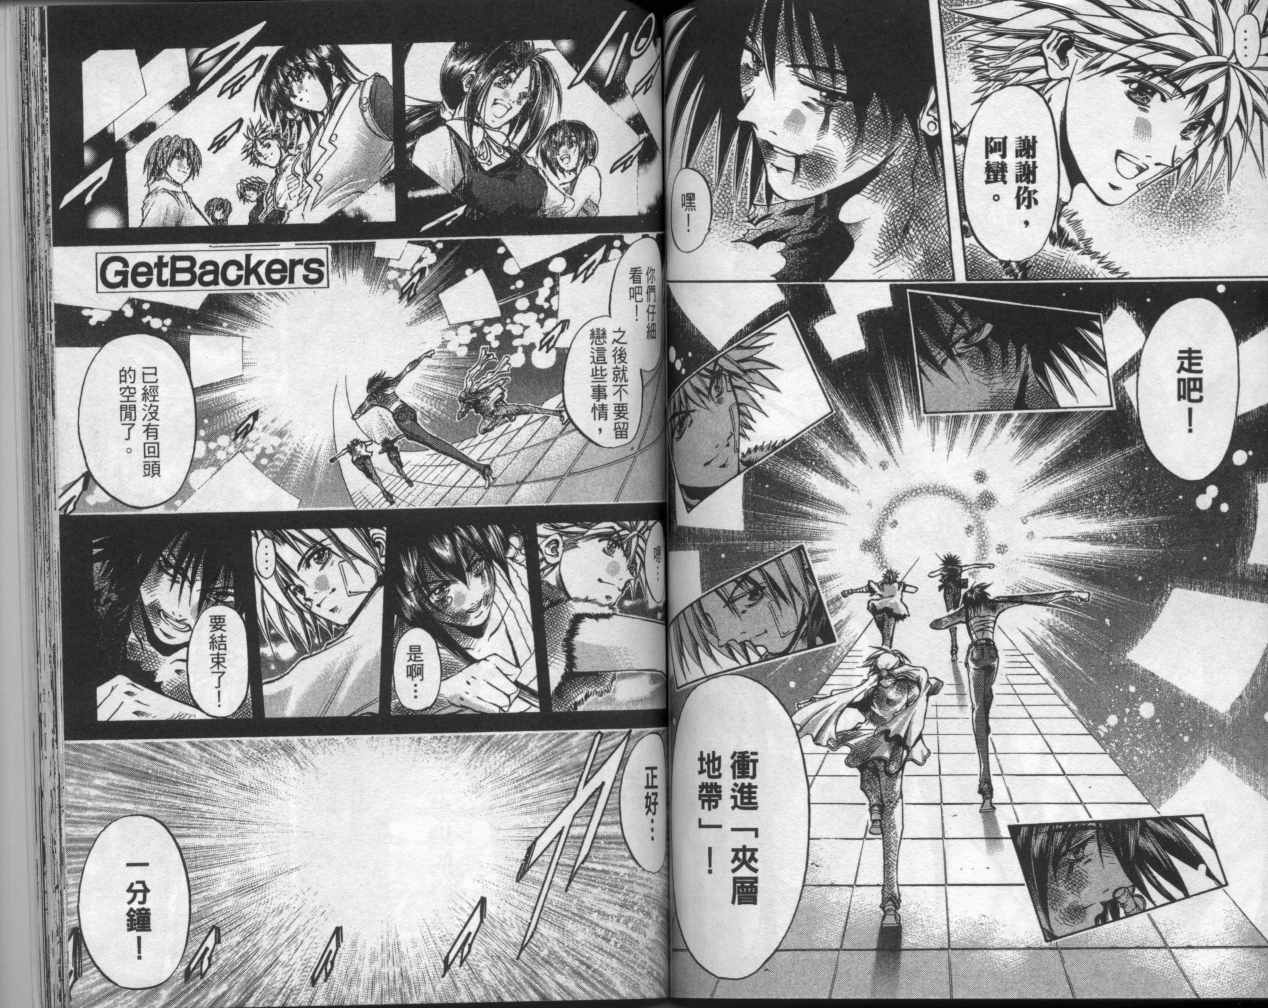 ……
謝謝你，
阿蠻。
嘿！
走吧！
衝進「夾層
地帶」！
GetBackers
你們仔細
看吧！
之後就不要留
戀這些事情，
已經沒有回頭
的空間了。
嗯…
是啊…
……
要結束了！
正好…
一分鐘！